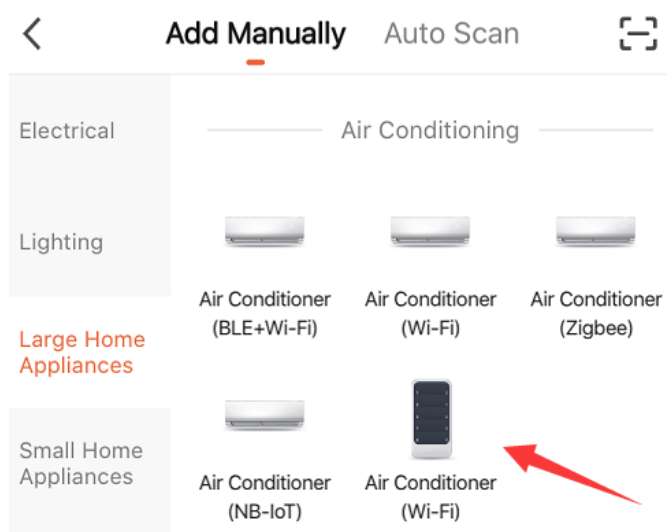 Add Manually Auto Scan
Electrical
Air Conditioning
Lighting
Air Conditioner
(BLE+Wi-Fi)
Air Conditioner
(Wi-Fi)
Air Conditioner
(Zigbee)
Large Home
Appliances
Small Home
Appliances
Air Conditioner
(NB-IoT)
Air Conditioner
(Wi-Fi)